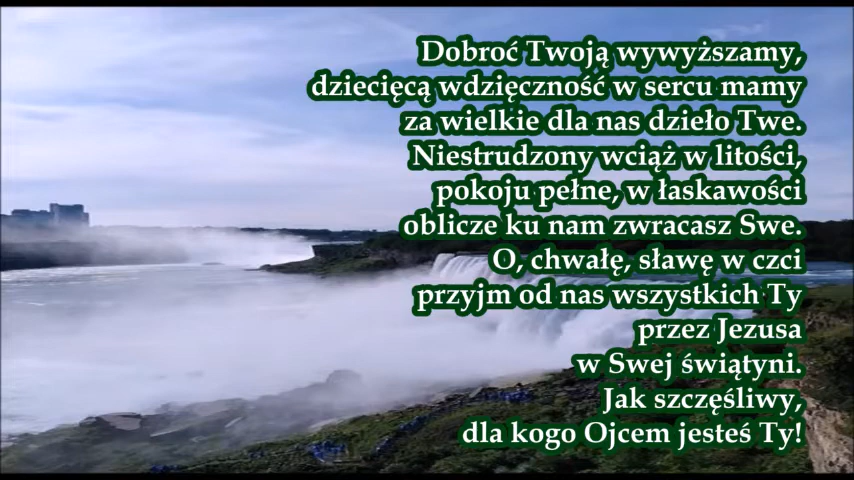 Dobroć Twoją wywyższamy,
dziecięcą wdzięczność w sercu mamy
za wielkie dla nas dzieło Twe.
Niestrudzony wciąż w litości,
pokoju pełne, w łaskawości
oblicze ku nam zwracasz Swe.
O, chwałę, sławę w czci
przyjm od nas wszystkich Ty
przez Jezusa
w Swej świątyni.
Jak szczęśliwy,
dla kogo Ojcem jesteś Ty!